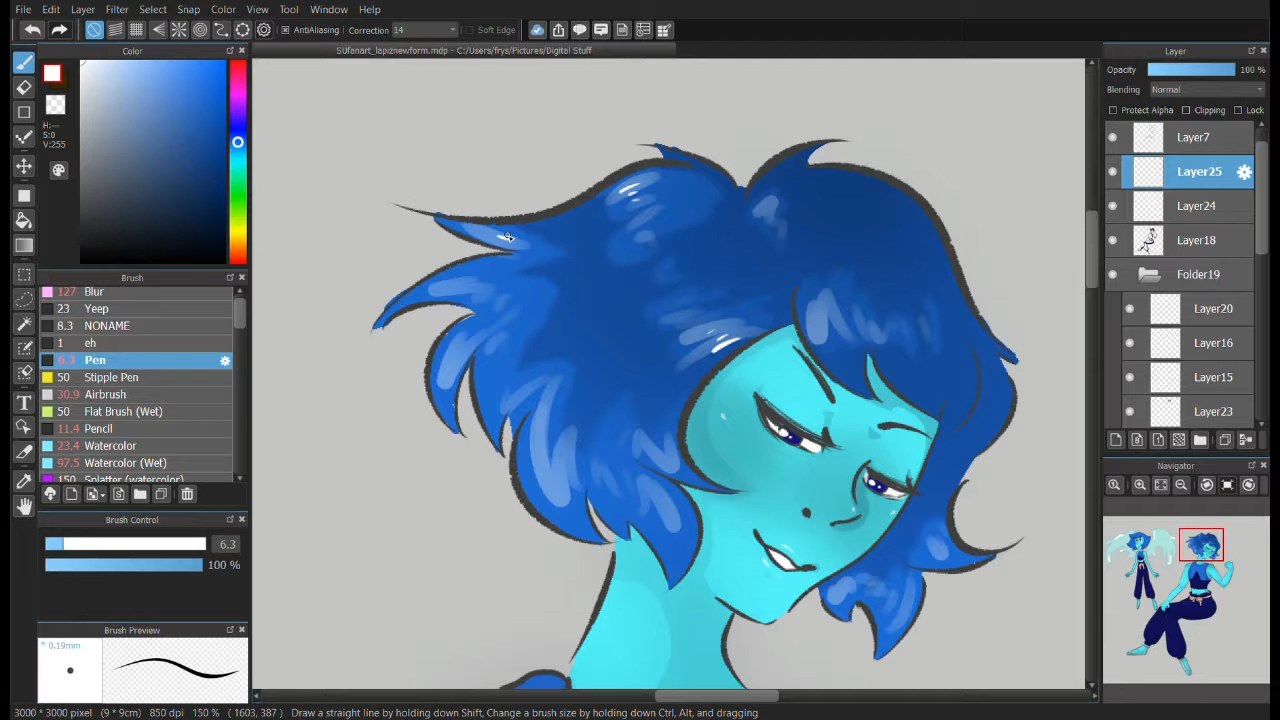 File Edit Layer Filter Select Snap Color View Tool Window Help
AntiAliasing Correction 14 Soft Edge
Color
SUfanart_lapiznewform.mdp - C:/Users/frys/Pictures/Digital Stuff
Layer
Opacity 100 %
Blending Normal
Protect Alpha Clipping Lock
H:---
S:0
V:255
Layer7
Layer25
Layer24
Layer18
Folder19
Layer20
Layer16
Layer15
Layer23
Brush
127 Blur
23 Yeep
8.3 NONAME
1 eh
6.3 Pen
50 Stipple Pen
30.9 Airbrush
50 Flat Brush (Wet)
11.4 Pencil
23.4 Watercolor
97.5 Watercolor (Wet)
150 Splatter (watercolor)
Brush Control
6.3
100 %
Brush Preview
* 0.19mm
Navigator
3000 * 3000 pixel (9 * 9cm) 850 dpi 150 % ( 1603, 387 ) Draw a straight line by holding down Shift, Change a brush size by holding down Ctrl, Alt, and dragging